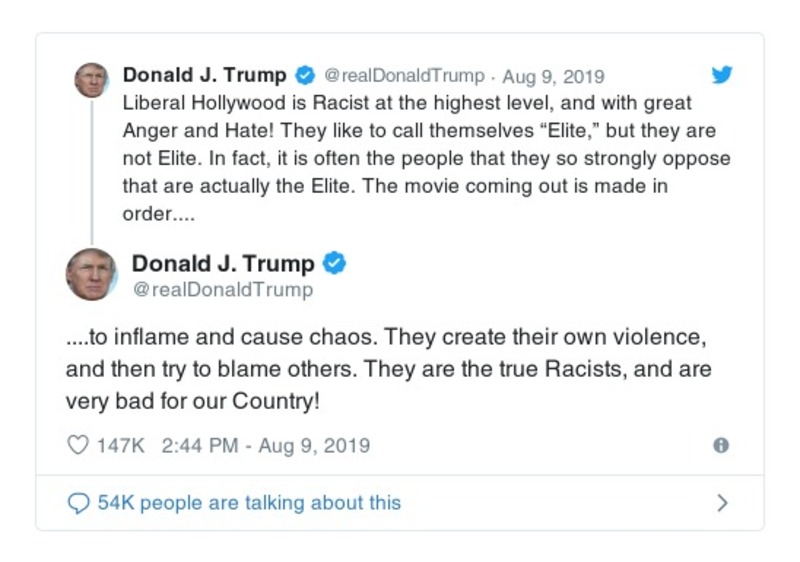 Donald J. Trump @realDonaldTrump · Aug 9, 2019
Liberal Hollywood is Racist at the highest level, and with great
Anger and Hate! They like to call themselves “Elite,” but they are
not Elite. In fact, it is often the people that they so strongly oppose
that are actually the Elite. The movie coming out is made in
order....
Donald J. Trump
@realDonaldTrump
....to inflame and cause chaos. They create their own violence,
and then try to blame others. They are the true Racists, and are
very bad for our Country!
147K 2:44 PM - Aug 9, 2019
54K people are talking about this